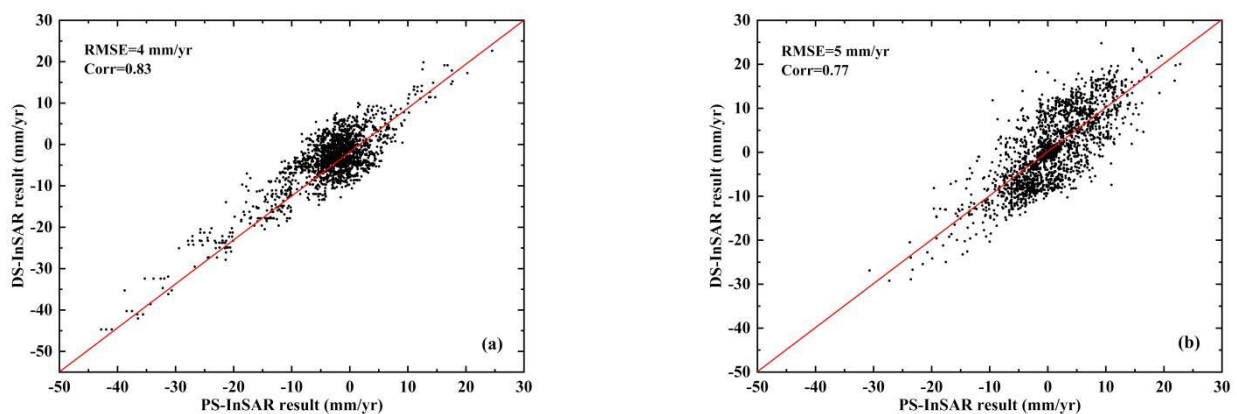 30
20
10
0
-10
-20
-30
-40
-50
DS-InSAR result (mm/yr)
RMSE=4 mm/yr
Corr=0.83
(a)
-50 -40 -30 -20 -10 0 10 20 30
PS-InSAR result (mm/yr)
30
20
10
0
-10
-20
-30
-40
-50
DS-InSAR result (mm/yr)
RMSE=5 mm/yr
Corr=0.77
(b)
-50 -40 -30 -20 -10 0 10 20 30
PS-InSAR result (mm/yr)